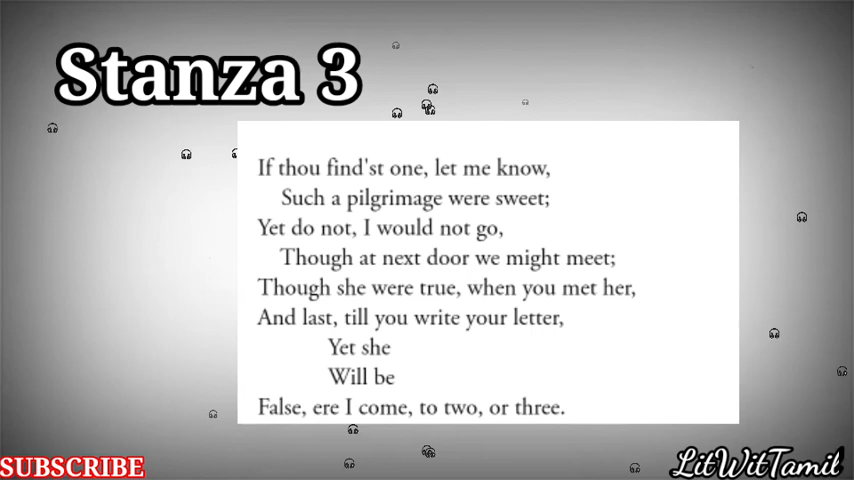 Stanza 3
If thou find'st one, let me know,
Such a pilgrimage were sweet;
Yet do not, I would not go,
Though at next door we might meet;
Though she were true, when you met her,
And last, till you write your letter,
Yet she
Will be
False, ere I come, to two, or three.
SUBSCRIBE
LitWitTamil